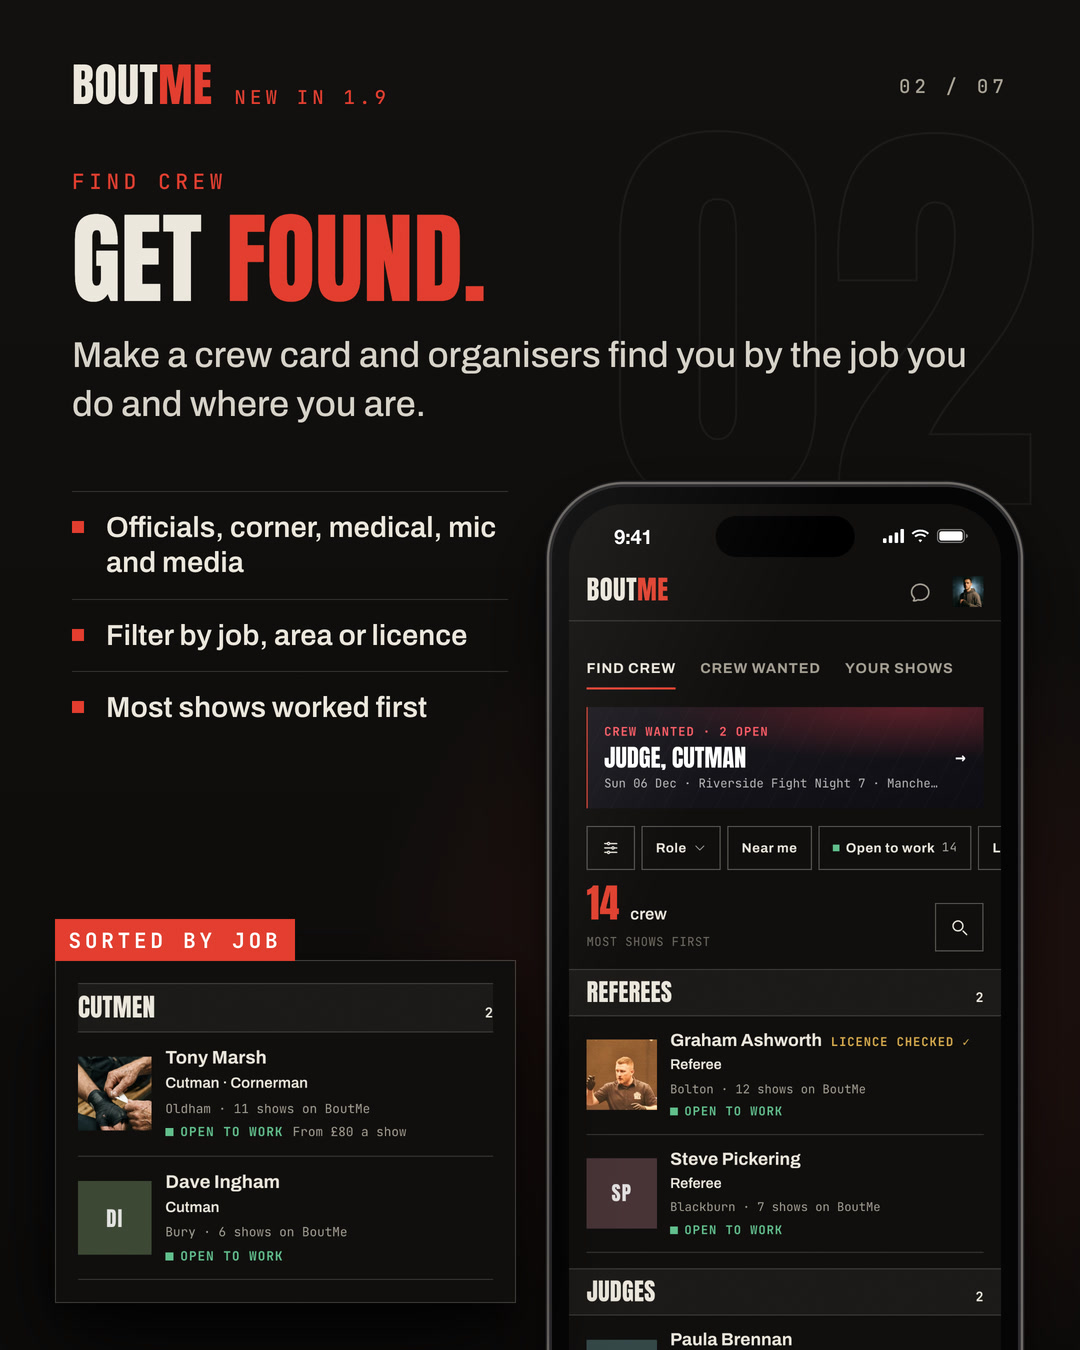 BOUTME NEW IN 1.9
02 / 07
02
FIND CREW
GET FOUND.
Make a crew card and organisers find you by the job you
do and where you are.
Officials, corner, medical, mic
and media
Filter by job, area or licence
Most shows worked first
SORTED BY JOB
CUTMEN 2
Tony Marsh
Cutman · Cornerman
Oldham · 11 shows on BoutMe
OPEN TO WORK From £80 a show
DI
Dave Ingham
Cutman
Bury · 6 shows on BoutMe
OPEN TO WORK
9:41
BOUTME
FIND CREW CREW WANTED YOUR SHOWS
CREW WANTED · 2 OPEN
JUDGE, CUTMAN →
Sun 06 Dec · Riverside Fight Night 7 · Manche…
Role Near me Open to work 14 L
14 crew
MOST SHOWS FIRST
REFEREES 2
Graham Ashworth LICENCE CHECKED ✓
Referee
Bolton · 12 shows on BoutMe
OPEN TO WORK
SP
Steve Pickering
Referee
Blackburn · 7 shows on BoutMe
OPEN TO WORK
JUDGES 2
Paula Brennan